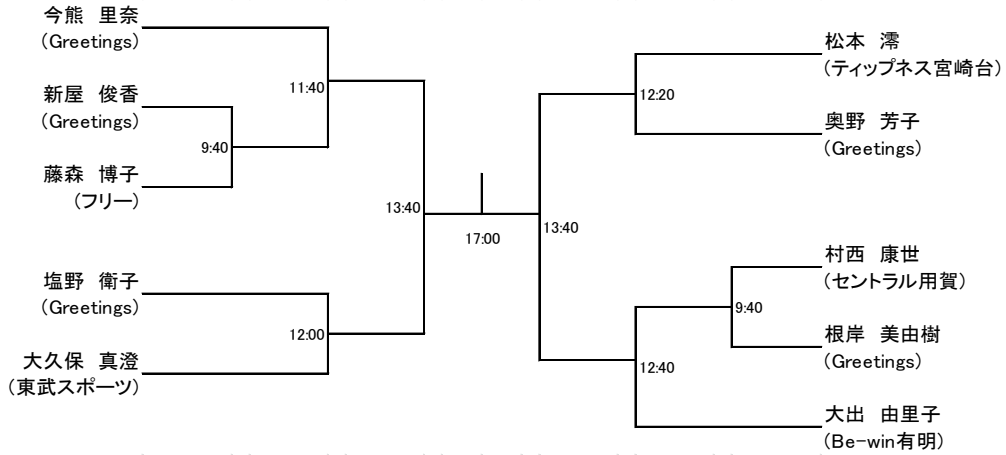 今熊 里奈
(Greetings)
11:40
新屋 俊香
(Greetings)
9:40
藤森 博子
(フリー)
13:40
塩野 衛子
(Greetings)
12:00
大久保 真澄
(東武スポーツ)
17:00
松本 澪
(ティップネス宮崎台)
12:20
奥野 芳子
(Greetings)
13:40
村西 康世
(セントラル用賀)
9:40
根岸 美由樹
(Greetings)
12:40
大出 由里子
(Be-win有明)